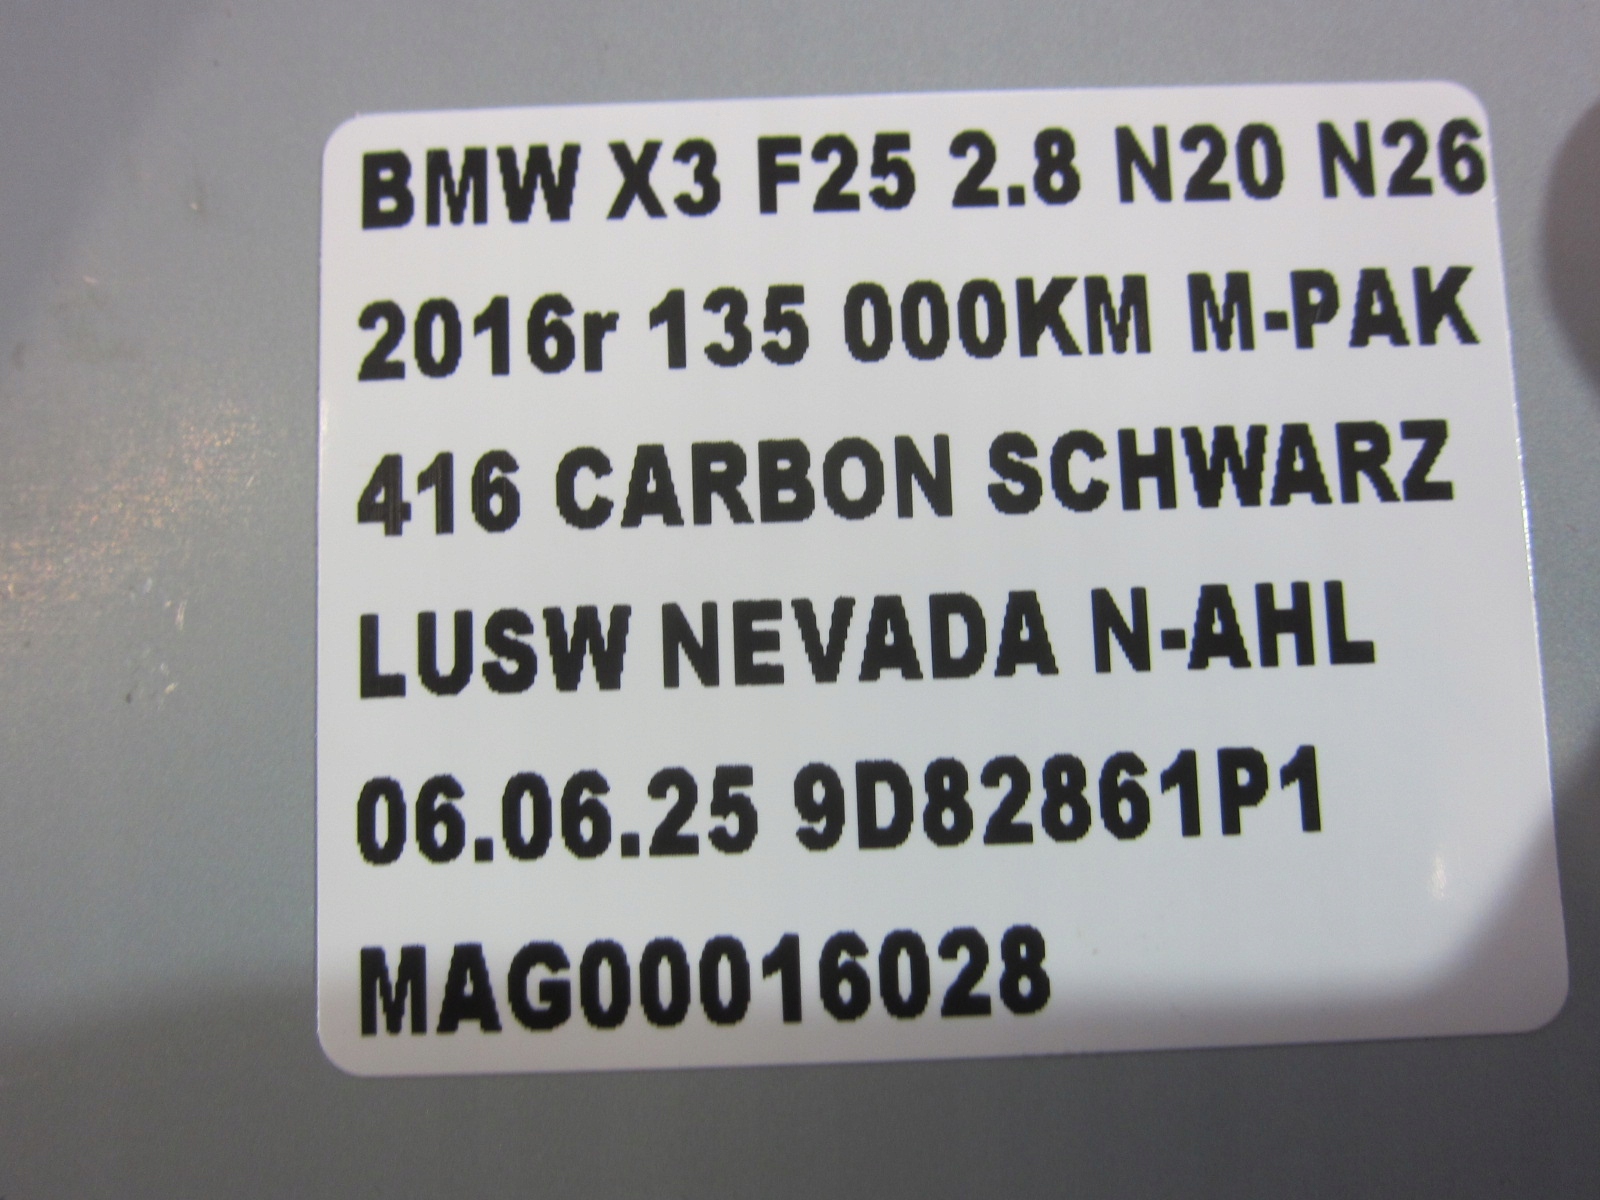 BMW X3 F25 2.8 N20 N26
2016r 135 000KM M-PAK
416 CARBON SCHWARZ
LUSW NEVADA N-AHL
06.06.25 9D82861P1
MAG00016028